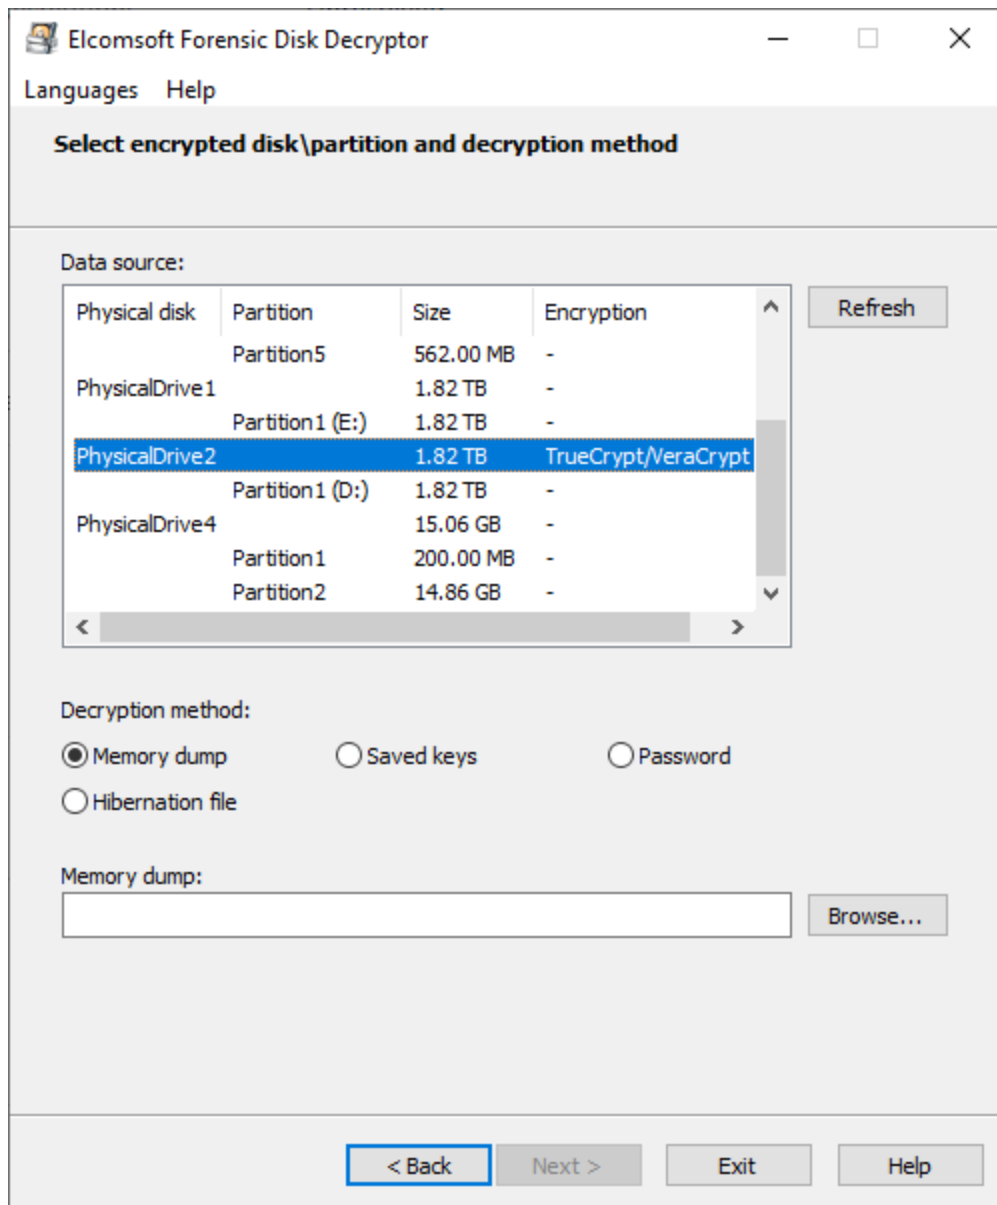 Elcomsoft Forensic Disk Decryptor
Languages Help
Select encrypted disk\partition and decryption method
Data source:
Physical disk Partition Size Encryption
Refresh
Partition5 562.00 MB -
PhysicalDrive1 1.82 TB -
Partition1 (E:) 1.82 TB -
PhysicalDrive2 1.82 TB TrueCrypt/VeraCrypt
Partition1 (D:) 1.82 TB -
PhysicalDrive4 15.06 GB -
Partition1 200.00 MB -
Partition2 14.86 GB -
Decryption method:
Memory dump Saved keys Password
Hibernation file
Memory dump:
Browse...
< Back Next > Exit Help